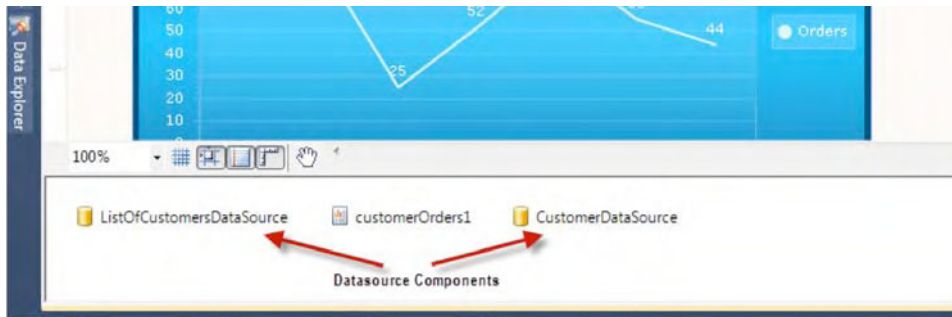 60
50
40
30
20
10
52
25
44
Orders
Data Explorer
100%
ListOfCustomersDataSource
customerOrders1
CustomerDataSource
Datasource Components